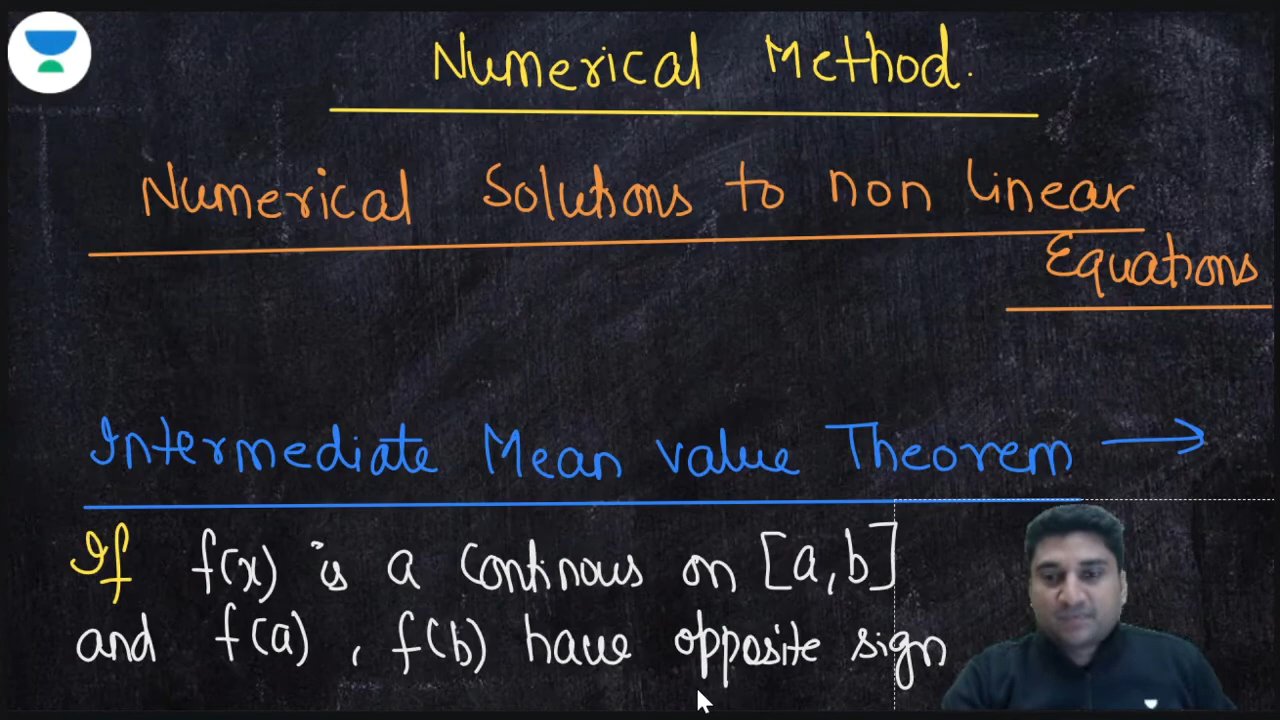 Numerical Method.
Numerical Solutions to non linear
Equations
Intermediate Mean value Theorem →
If f(x) is a continous on [a,b]
and f(a), f(b) have opposite sign